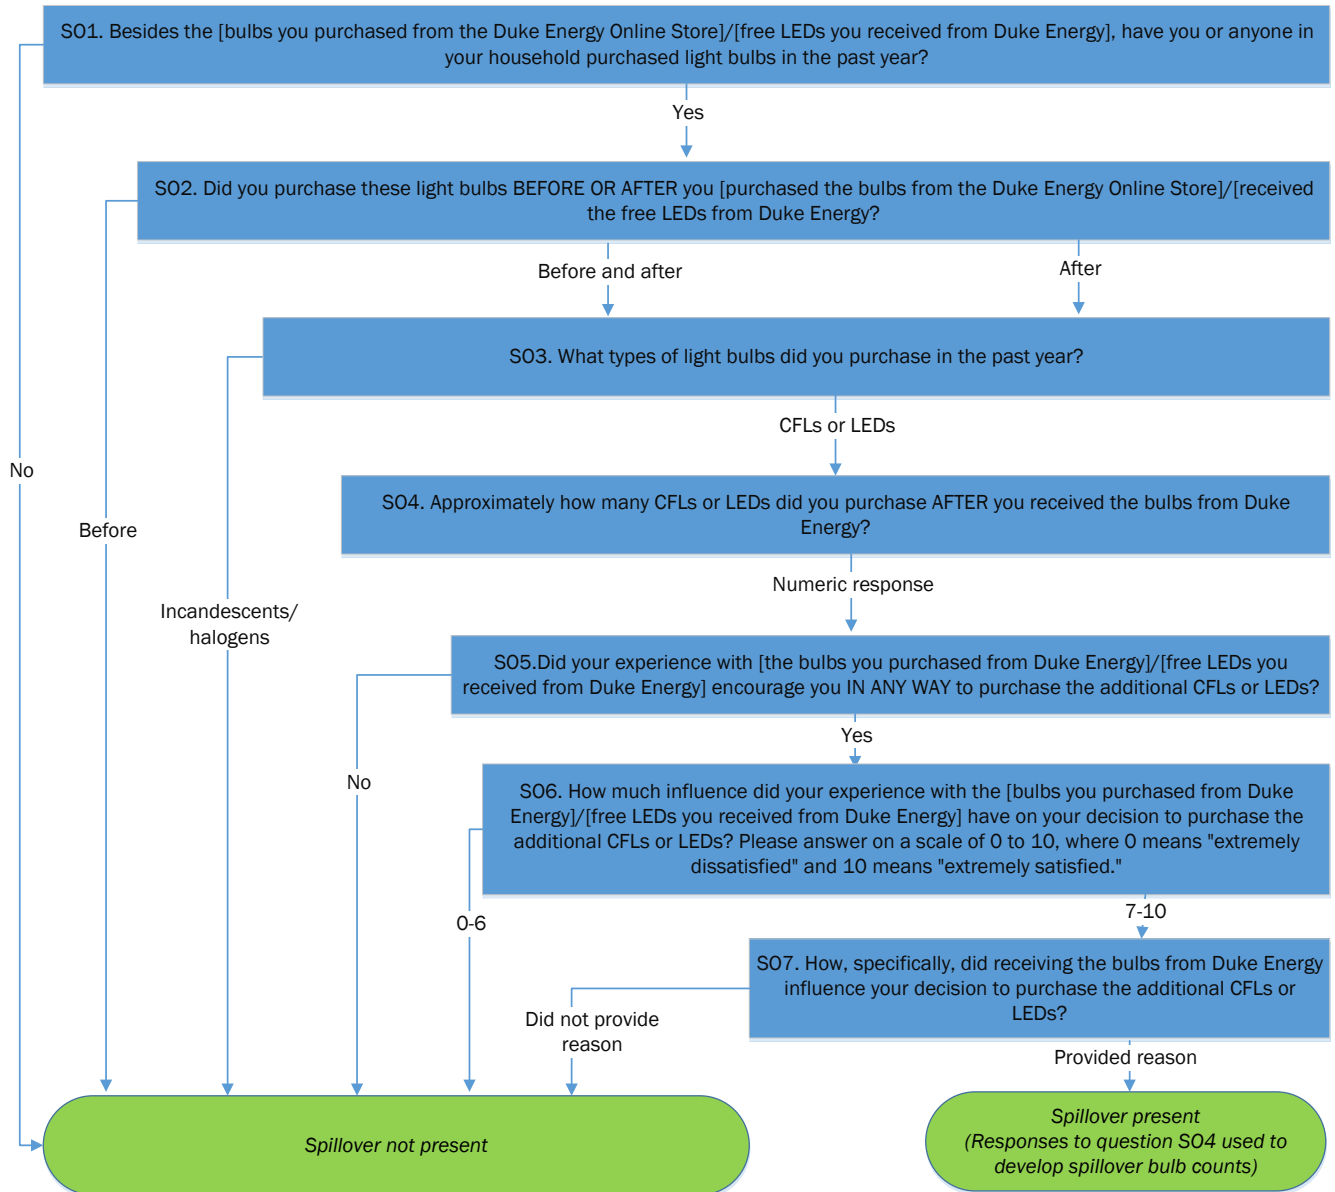 SO1. Besides the [bulbs you purchased from the Duke Energy Online Store]/[free LEDs you received from Duke Energy], have you or anyone in
your household purchased light bulbs in the past year?
Yes
SO2. Did you purchase these light bulbs BEFORE OR AFTER you [purchased the bulbs from the Duke Energy Online Store]/[received
the free LEDs from Duke Energy?
Before and after
After
SO3. What types of light bulbs did you purchase in the past year?
CFLs or LEDs
No
SO4. Approximately how many CFLs or LEDs did you purchase AFTER you received the bulbs from Duke
Energy?
Before
Numeric response
Incandescents/
halogens
SO5.Did your experience with [the bulbs you purchased from Duke Energy]/[free LEDs you
received from Duke Energy] encourage you IN ANY WAY to purchase the additional CFLs or LEDs?
Yes
No
SO6. How much influence did your experience with the [bulbs you purchased from Duke
Energy]/[free LEDs you received from Duke Energy] have on your decision to purchase the
additional CFLs or LEDs? Please answer on a scale of 0 to 10, where 0 means "extremely
dissatisfied" and 10 means "extremely satisfied."
0-6
7-10
SO7. How, specifically, did receiving the bulbs from Duke Energy
influence your decision to purchase the additional CFLs or
LEDs?
Did not provide
reason
Provided reason
Spillover not present
Spillover present
(Responses to question SO4 used to
develop spillover bulb counts)